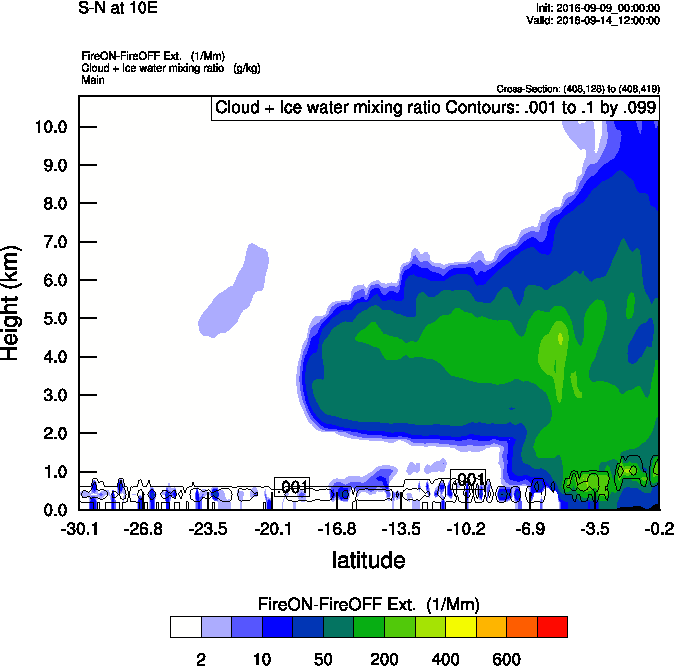 S-N at 10E
Init: 2016-09-09_00:00:00
Valid: 2016-09-14_12:00:00
FireON-FireOFF Ext. (1/Mm)
Cloud + Ice water mixing ratio (g/kg)
Main
Cross-Section: (408,128) to (408,419)
Cloud + Ice water mixing ratio Contours: .001 to .1 by .099
10.0
9.0
8.0
7.0
6.0
5.0
4.0
3.0
2.0
1.0
0.0
Height (km)
.001 .001
-30.1 -26.8 -23.5 -20.1 -16.8 -13.5 -10.2 -6.9 -3.5 -0.2
latitude
FireON-FireOFF Ext. (1/Mm)
2 10 50 200 400 600